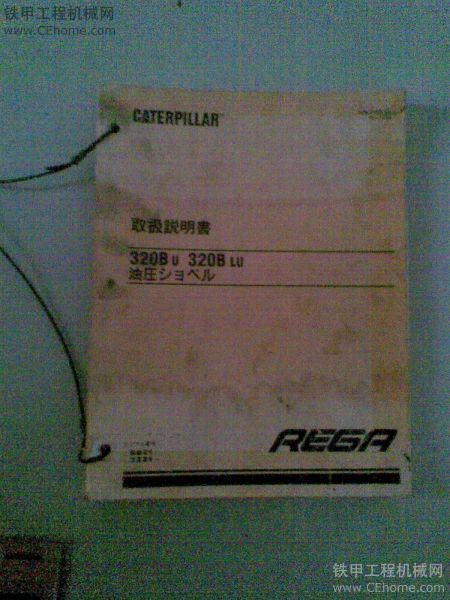 铁甲工程机械网
www.CEhome.com
CATERPILLAR
取扱説明書
320B U 320B LU
油圧ショベル
REGA
铁甲工程机械网
www.CEhome.com